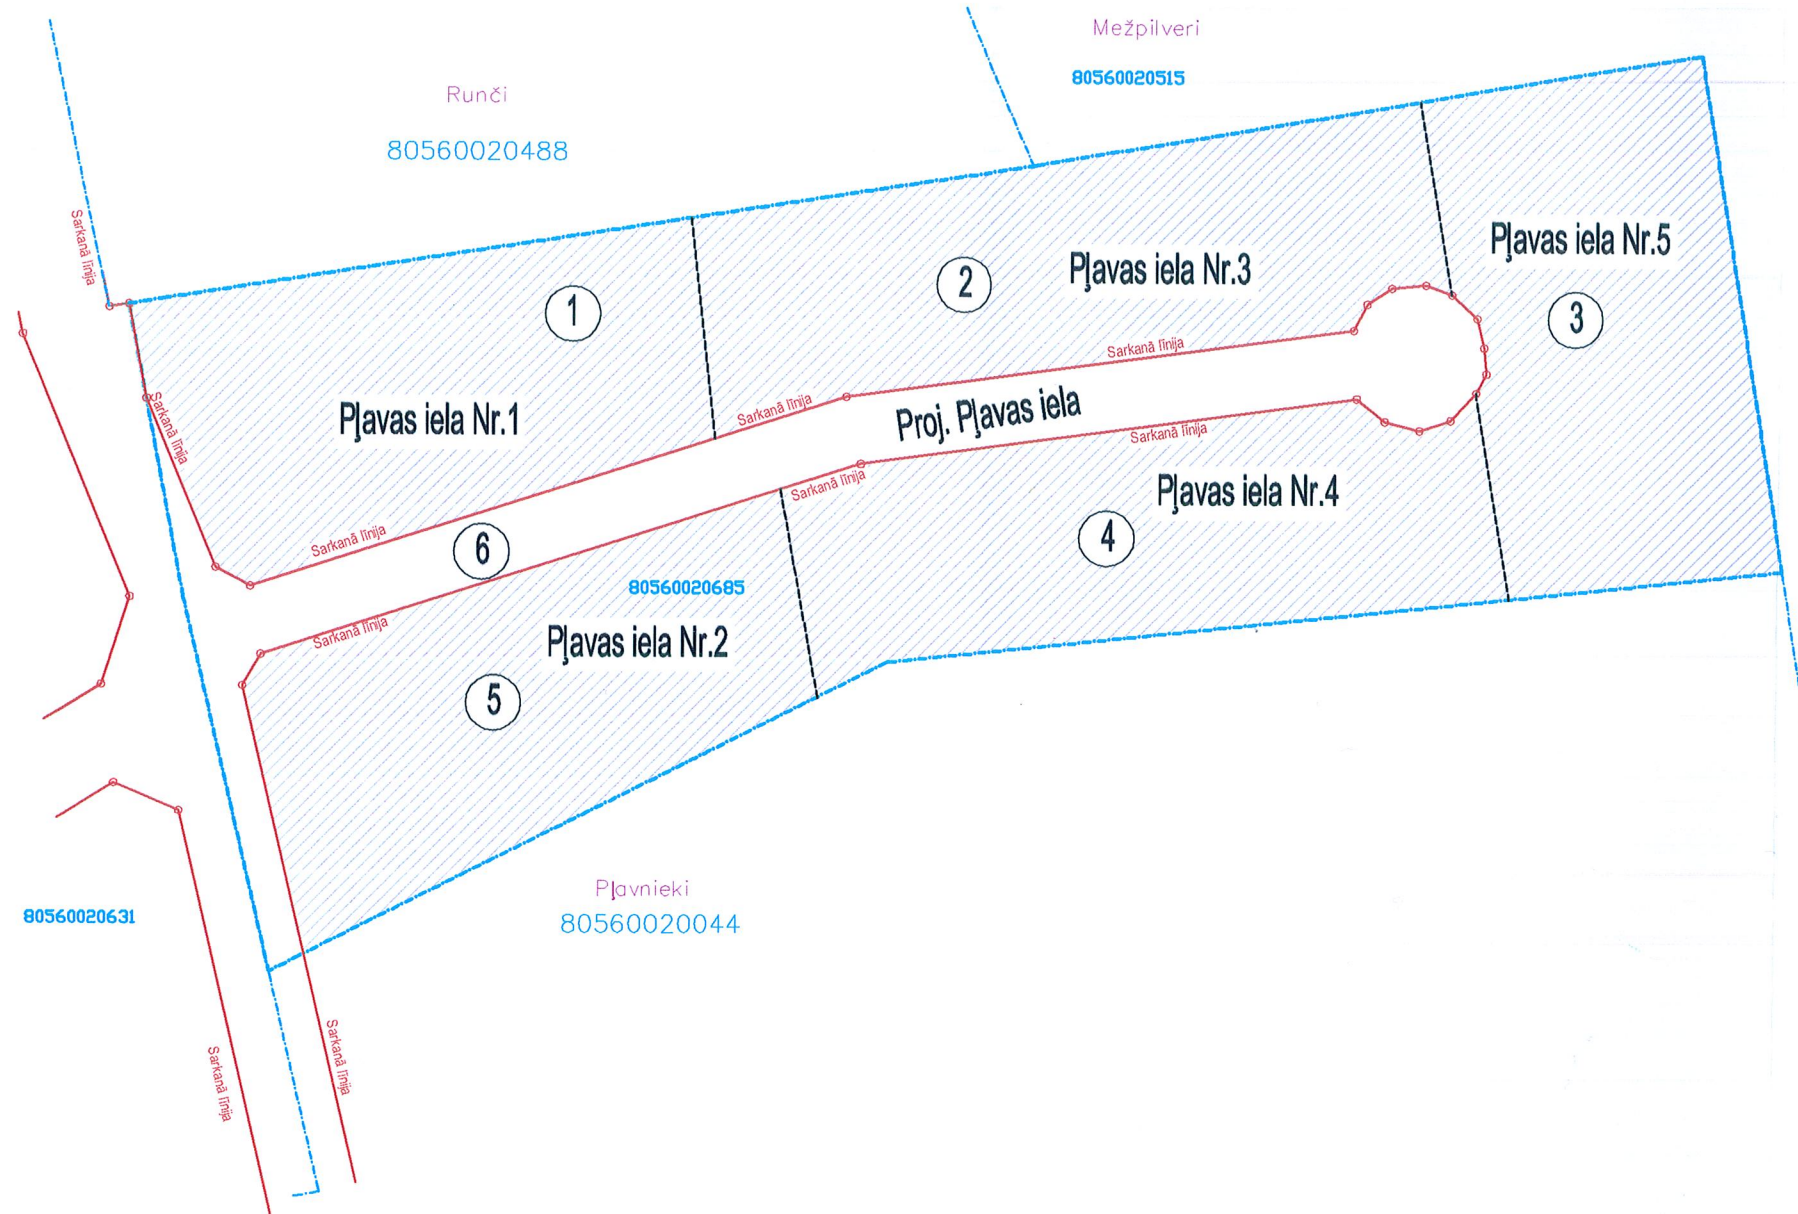 Mežpilveri
80560020515
Runči
80560020488
Sarkanā līnija
Pļavas iela Nr.5
3
Pļavas iela Nr.3
2
1
Sarkanā līnija
Sarkanā līnija
Pļavas iela Nr.1
Sarkanā līnija
Proj. Pļavas iela
Sarkanā līnija
Sarkanā līnija
Sarkanā līnija
Pļavas iela Nr.4
4
6
80560020685
Sarkanā līnija
Pļavas iela Nr.2
5
Pļavnieki
80560020044
80560020631
Sarkanā līnija
Sarkanā līnija